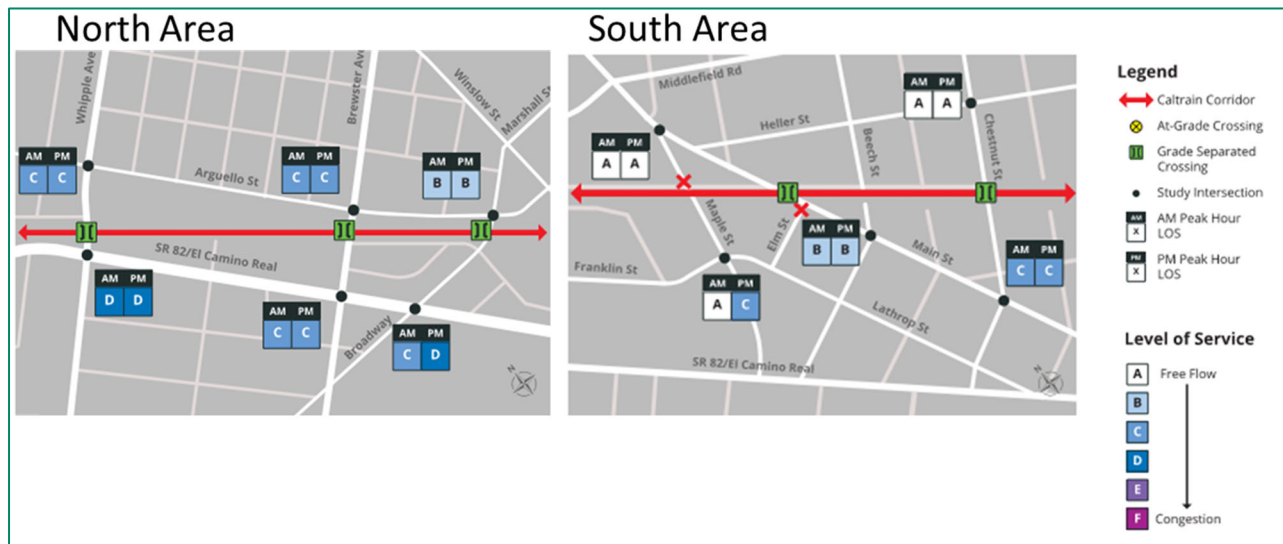 North Area
South Area
Whipple Ave
Brewster Ave
Winslow St
Marshall St
AM PM
C C
AM PM
C C
AM PM
B B
Arguello St
SR 82/El Camino Real
AM PM
D D
AM PM
C C
Broadway
AM PM
C D
N
Middlefield Rd
AM PM
A A
Heller St
Beech St
Chestnut St
AM PM
A A
Maple St
Elm St
AM PM
B B
Main St
AM PM
C C
Franklin St
AM PM
A C
Lathrop St
SR 82/El Camino Real
N
Legend
Caltrain Corridor
At-Grade Crossing
Grade Separated
Crossing
Study Intersection
AM
X
AM Peak Hour
LOS
PM
X
PM Peak Hour
LOS
Level of Service
A Free Flow
B
C
D
E
F Congestion